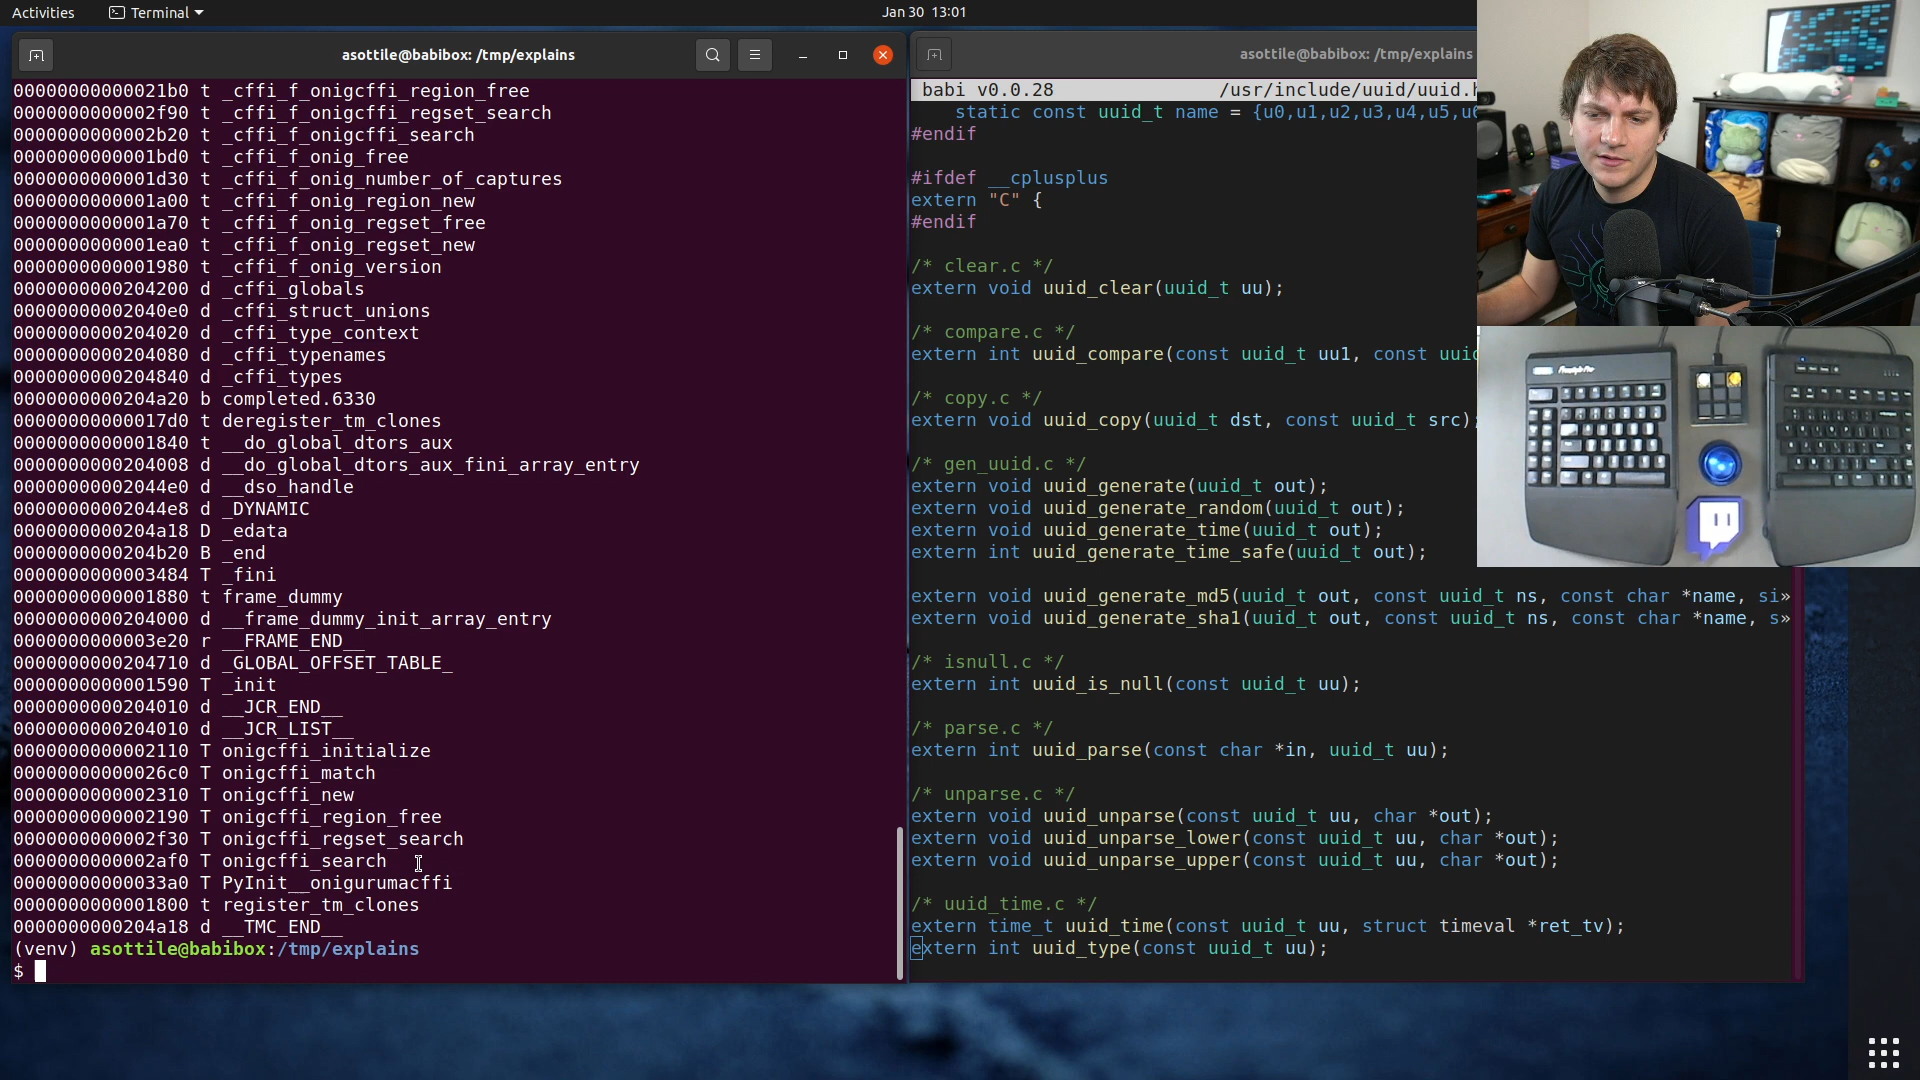 Activities
Terminal
Jan 30 13:01
asottile@babibox: /tmp/explains
00000000000021b0 t _cffi_f_onigcffi_region_free
0000000000002f90 t _cffi_f_onigcffi_regset_search
0000000000002b20 t _cffi_f_onigcffi_search
0000000000001bd0 t _cffi_f_onig_free
0000000000001d30 t _cffi_f_onig_number_of_captures
0000000000001a00 t _cffi_f_onig_region_new
0000000000001a70 t _cffi_f_onig_regset_free
0000000000001ea0 t _cffi_f_onig_regset_new
0000000000001980 t _cffi_f_onig_version
0000000000204200 d _cffi_globals
00000000002040e0 d _cffi_struct_unions
0000000000204020 d _cffi_type_context
0000000000204080 d _cffi_typenames
0000000000204840 d _cffi_types
0000000000204a20 b completed.6330
00000000000017d0 t deregister_tm_clones
0000000000001840 t __do_global_dtors_aux
0000000000204008 d __do_global_dtors_aux_fini_array_entry
00000000002044e0 d __dso_handle
00000000002044e8 d _DYNAMIC
0000000000204a18 D _edata
0000000000204b20 B _end
0000000000003484 T _fini
0000000000001880 t frame_dummy
0000000000204000 d __frame_dummy_init_array_entry
0000000000003e20 r __FRAME_END__
0000000000204710 d _GLOBAL_OFFSET_TABLE_
0000000000001590 T _init
0000000000204010 d __JCR_END__
0000000000204010 d __JCR_LIST__
0000000000002110 T onigcffi_initialize
00000000000026c0 T onigcffi_match
0000000000002310 T onigcffi_new
0000000000002190 T onigcffi_region_free
0000000000002f30 T onigcffi_regset_search
0000000000002af0 T onigcffi_search
00000000000033a0 T PyInit__onigurumacffi
0000000000001800 t register_tm_clones
0000000000204a18 d __TMC_END__
(venv) asottile@babibox:/tmp/explains
$
asottile@babibox: /tmp/explains
babi v0.0.28 /usr/include/uuid/uuid.h
static const uuid_t name = {u0,u1,u2,u3,u4,u5,u6
#endif
#ifdef __cplusplus
extern "C" {
#endif
/* clear.c */
extern void uuid_clear(uuid_t uu);
/* compare.c */
extern int uuid_compare(const uuid_t uu1, const uuid
/* copy.c */
extern void uuid_copy(uuid_t dst, const uuid_t src);
/* gen_uuid.c */
extern void uuid_generate(uuid_t out);
extern void uuid_generate_random(uuid_t out);
extern void uuid_generate_time(uuid_t out);
extern int uuid_generate_time_safe(uuid_t out);
extern void uuid_generate_md5(uuid_t out, const uuid_t ns, const char *name, si»
extern void uuid_generate_sha1(uuid_t out, const uuid_t ns, const char *name, s»
/* isnull.c */
extern int uuid_is_null(const uuid_t uu);
/* parse.c */
extern int uuid_parse(const char *in, uuid_t uu);
/* unparse.c */
extern void uuid_unparse(const uuid_t uu, char *out);
extern void uuid_unparse_lower(const uuid_t uu, char *out);
extern void uuid_unparse_upper(const uuid_t uu, char *out);
/* uuid_time.c */
extern time_t uuid_time(const uuid_t uu, struct timeval *ret_tv);
extern int uuid_type(const uuid_t uu);
Freestyle Pro